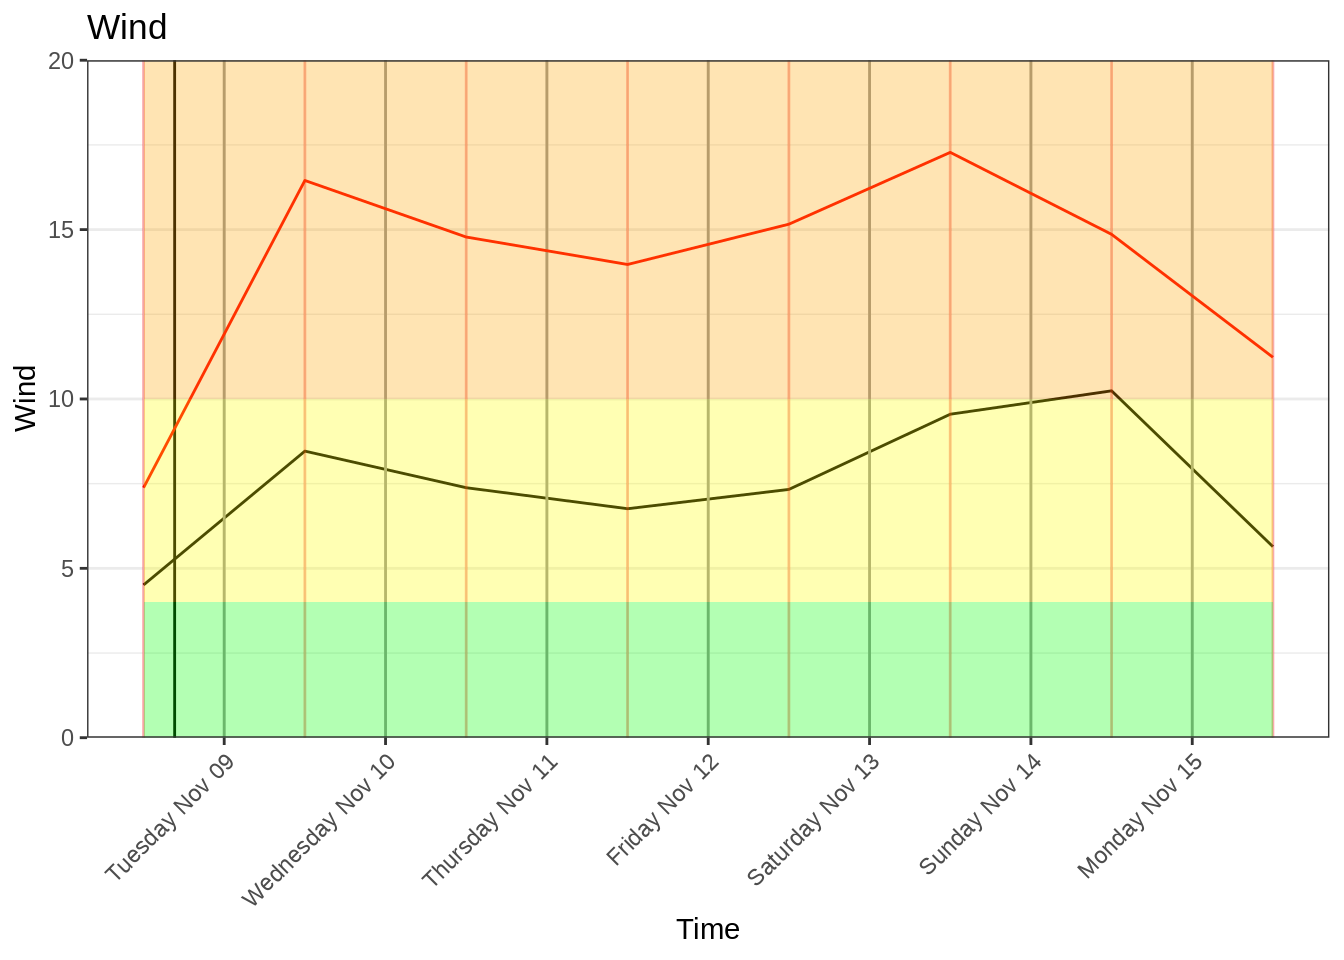 Wind
20
15
10
5
0
Wind
Tuesday Nov 09
Wednesday Nov 10
Thursday Nov 11
Friday Nov 12
Saturday Nov 13
Sunday Nov 14
Monday Nov 15
Time